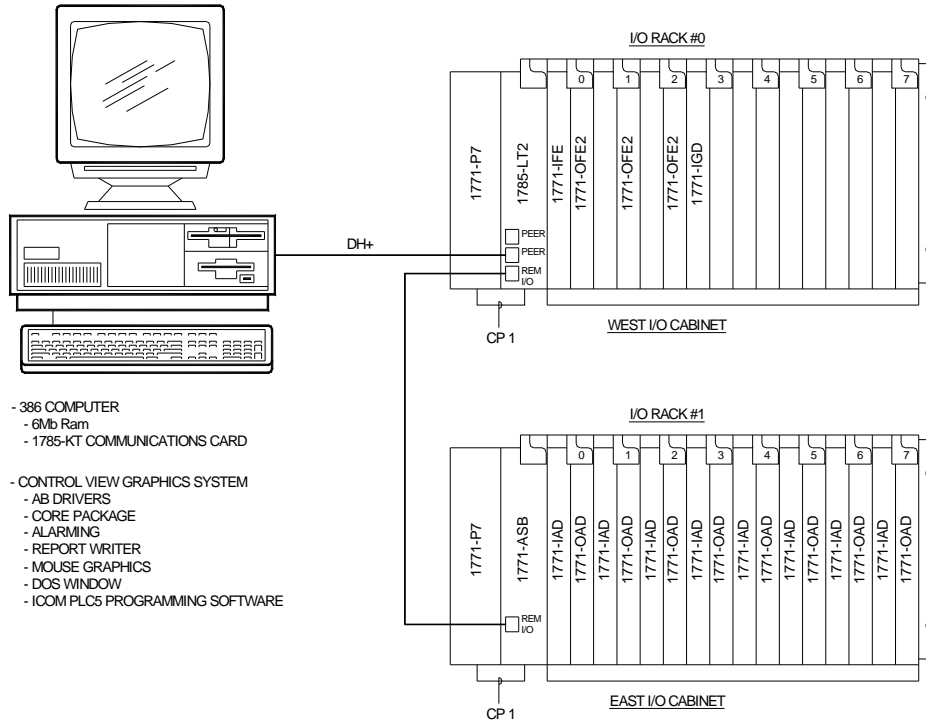 I/O RACK #0
0 1 2 3 4 5 6 7
1771-P7
1785-LT2
1771-IFE
1771-OFE2
1771-OFE2
1771-OFE2
1771-IGD
PEER
PEER
REM
I/O
DH+
CP 1
WEST I/O CABINET
- 386 COMPUTER
- 6Mb Ram
- 1785-KT COMMUNICATIONS CARD
- CONTROL VIEW GRAPHICS SYSTEM
- AB DRIVERS
- CORE PACKAGE
- ALARMING
- REPORT WRITER
- MOUSE GRAPHICS
- DOS WINDOW
- ICOM PLC5 PROGRAMMING SOFTWARE
I/O RACK #1
0 1 2 3 4 5 6 7
1771-P7
1771-ASB
1771-IAD
1771-OAD
1771-IAD
1771-OAD
1771-IAD
1771-OAD
1771-IAD
1771-OAD
1771-IAD
1771-OAD
1771-IAD
1771-OAD
1771-IAD
1771-OAD
1771-IAD
1771-OAD
REM
I/O
CP 1
EAST I/O CABINET